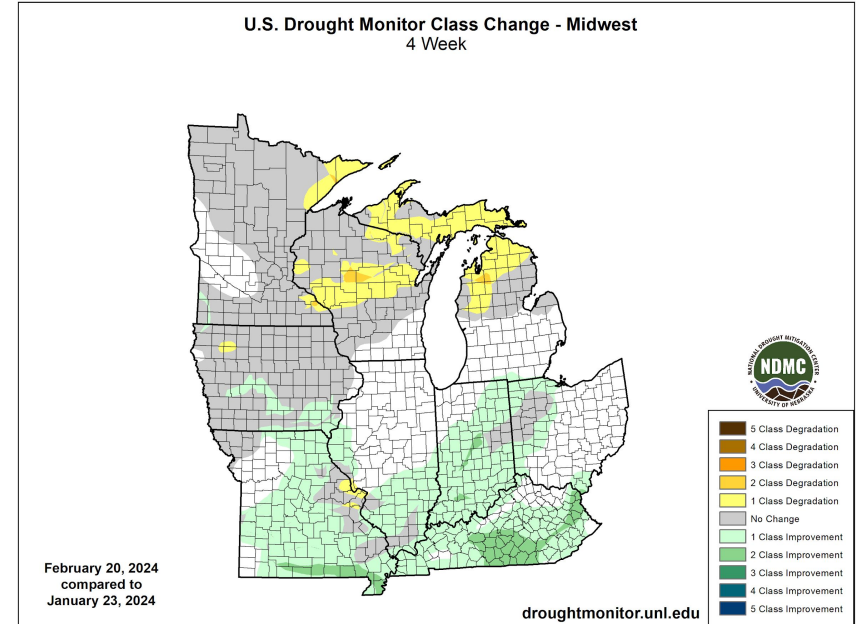 U.S. Drought Monitor Class Change - Midwest
4 Week
NATIONAL DROUGHT MITIGATION CENTER
NDMC
UNIVERSITY OF NEBRASKA
5 Class Degradation
4 Class Degradation
3 Class Degradation
2 Class Degradation
1 Class Degradation
No Change
1 Class Improvement
2 Class Improvement
3 Class Improvement
4 Class Improvement
5 Class Improvement
February 20, 2024
compared to
January 23, 2024
droughtmonitor.unl.edu